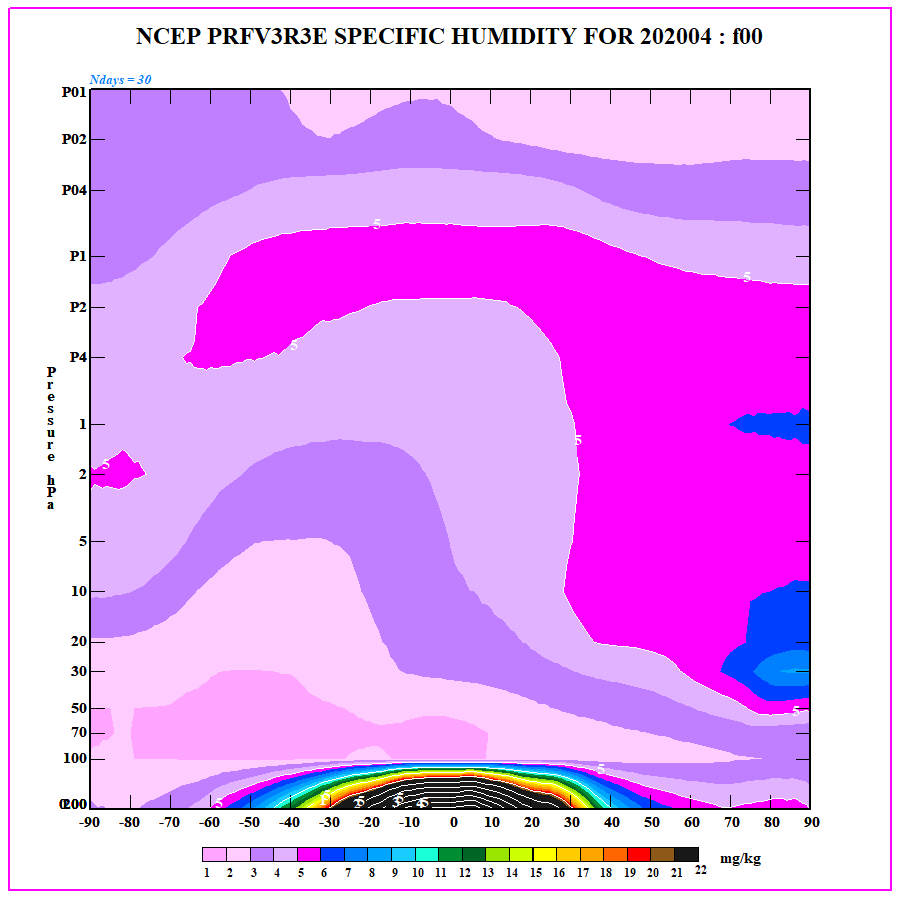 NCEP PRFV3R3E SPECIFIC HUMIDITY FOR 202004 : f00
Ndays = 30
P01
P02
P04
P1
P2
P4
Pressure hPa
1
2
5
10
20
30
50
70
100
200
5
5
5
5
5
5
5
5
5
-90 -80 -70 -60 -50 -40 -30 -20 -10 0 10 20 30 40 50 60 70 80 90
1 2 3 4 5 6 7 8 9 10 11 12 13 14 15 16 17 18 19 20 21 22 mg/kg